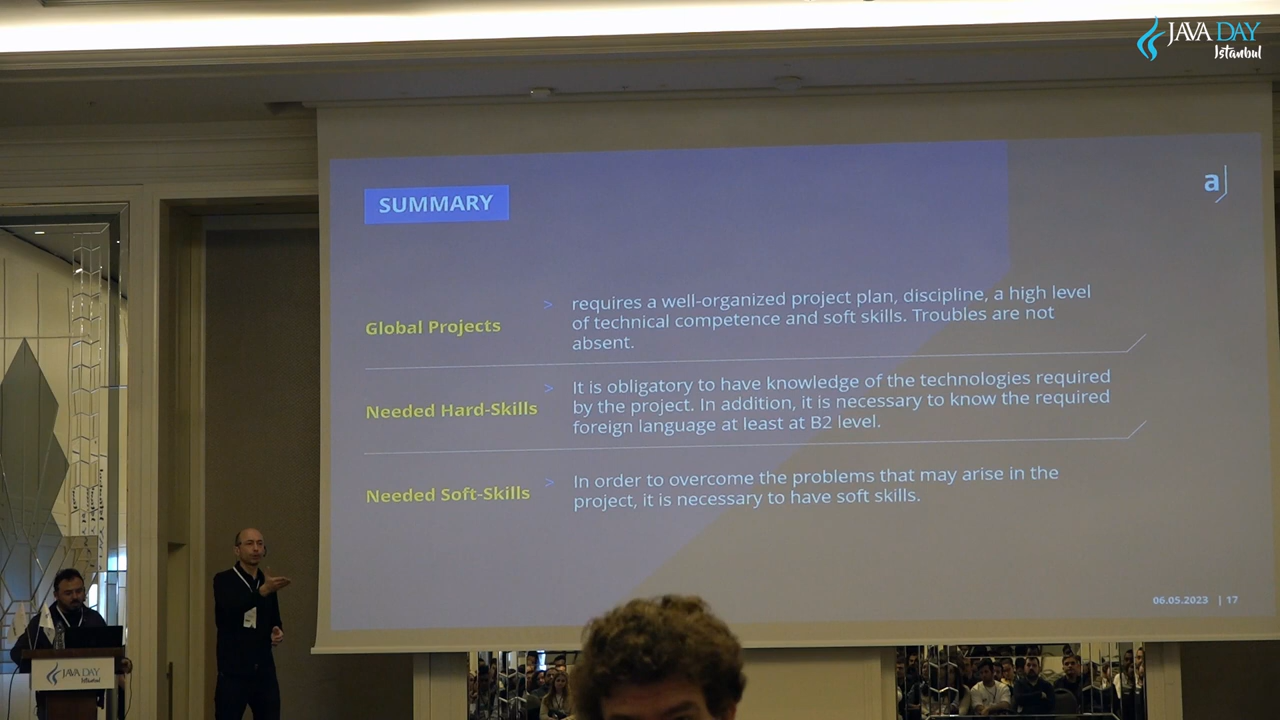 JAVA DAY
Istanbul
a
SUMMARY
Global Projects
> requires a well-organized project plan, discipline, a high level
of technical competence and soft skills. Troubles are not
absent.
Needed Hard-Skills
> It is obligatory to have knowledge of the technologies required
by the project. In addition, it is necessary to know the required
foreign language at least at B2 level.
Needed Soft-Skills
> In order to overcome the problems that may arise in the
project, it is necessary to have soft skills.
06.05.2023 | 17
JAVA DAY
Istanbul